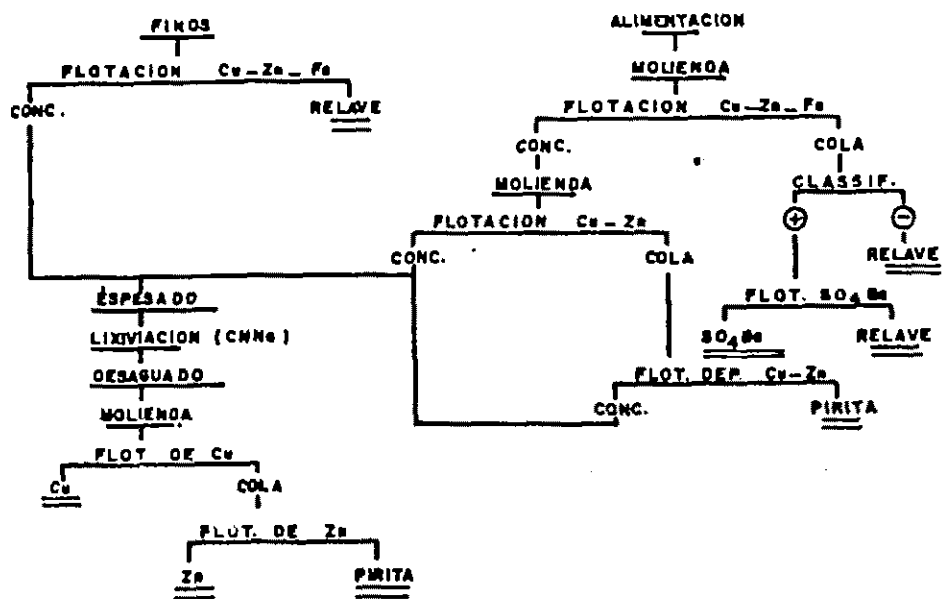 FINOS
ALIMENTACION
FLOTACION Cu-Zn-Fe
MOLIENDA
CONC.
RELAVE
FLOTACION Cu-Zn-Fe
CONC.
COLA
MOLIENDA
CLASSIF.
+
-
FLOTACION Cu-Zn
CONC.
COLA
RELAVE
ESPESADO
FLOT. SO4Ba
LIXIVIACION (CNNa)
SO4Ba
RELAVE
DESAGUADO
FLOT. DEP. Cu-Zn
MOLIENDA
CONC.
PIRITA
FLOT DE Cu
Cu
COLA
FLOT. DE Zn
Zn
PIRITA